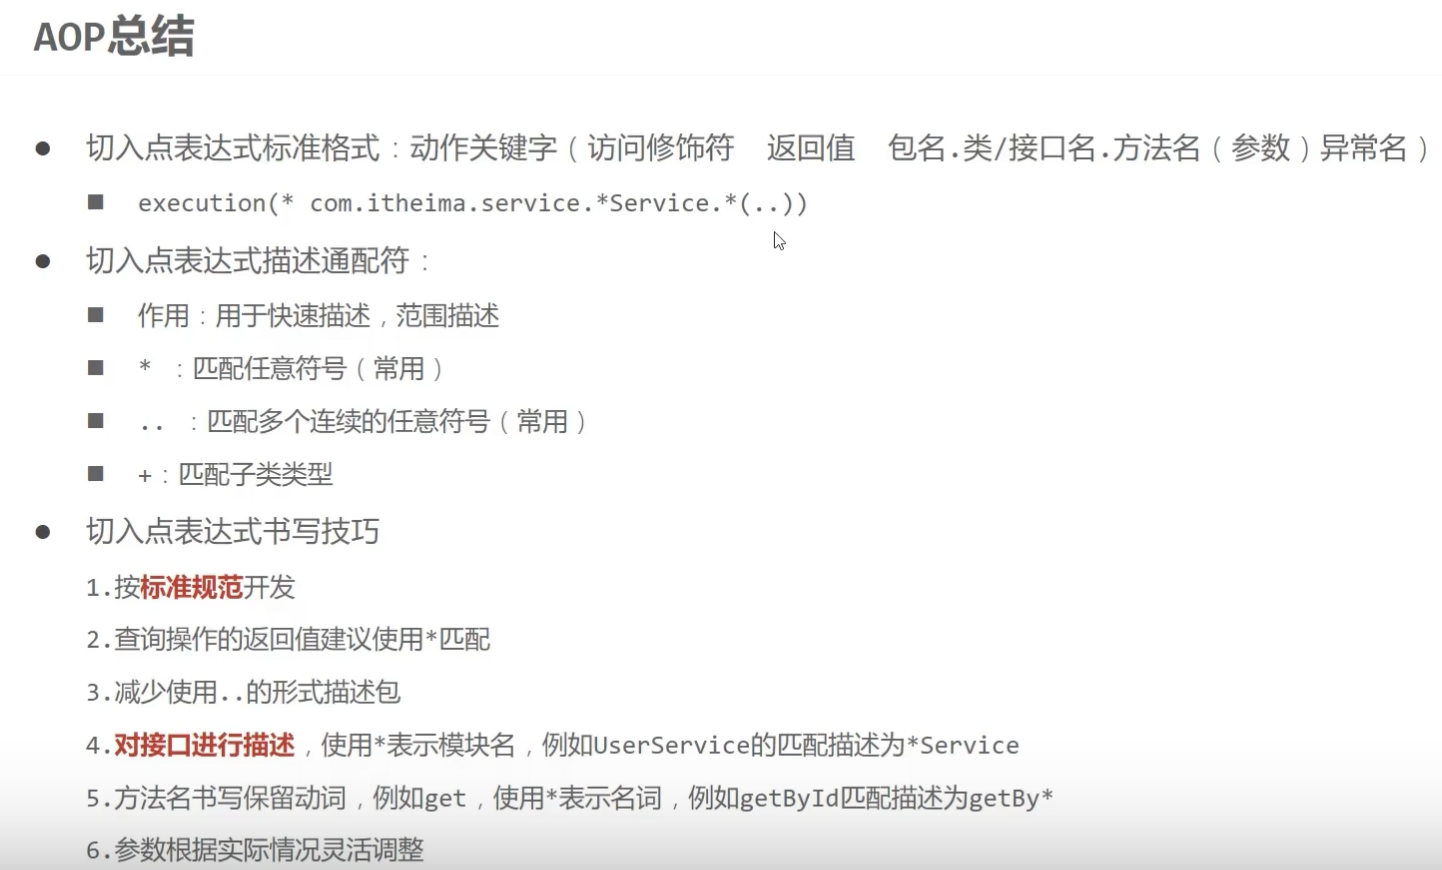 AOP总结
● 切入点表达式标准格式：动作关键字（访问修饰符 返回值 包名.类/接口名.方法名（参数）异常名）
■ execution(* com.itheima.service.*Service.*(..))
● 切入点表达式描述通配符：
■ 作用：用于快速描述，范围描述
■ * ：匹配任意符号（常用）
■ .. ：匹配多个连续的任意符号（常用）
■ +：匹配子类类型
● 切入点表达式书写技巧
1.按标准规范开发
2.查询操作的返回值建议使用*匹配
3.减少使用..的形式描述包
4.对接口进行描述，使用*表示模块名，例如UserService的匹配描述为*Service
5.方法名书写保留动词，例如get，使用*表示名词，例如getById匹配描述为getBy*
6.参数根据实际情况灵活调整